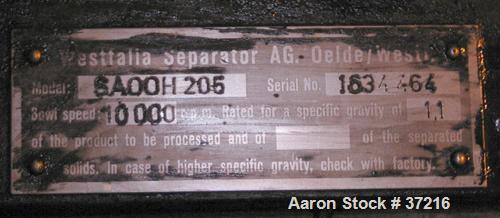 Westfalia Separator AG. Oelde/Westf.
Model: SAOOH 205 Serial No. 1634 464
Bowl speed: 10000 r.p.m. Rated for a specific gravity of 1,1
of the product to be processed and of of the separated
solids. In case of higher specific gravity, check with factory.
Aaron Stock # 37216